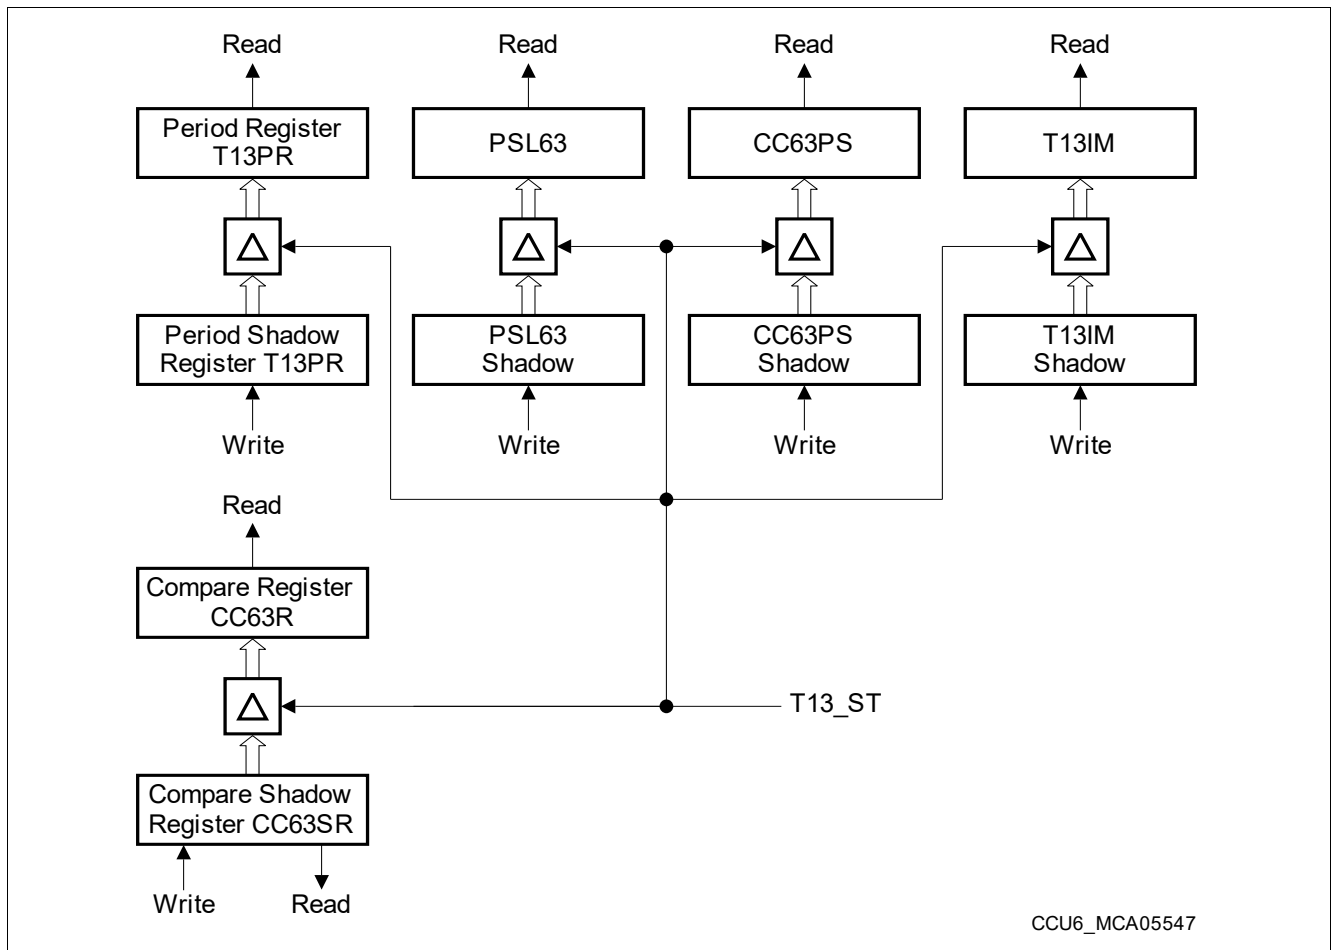 Read
Read
Read
Read
Period Register
T13PR
PSL63
CC63PS
T13IM
Period Shadow
Register T13PR
PSL63
Shadow
CC63PS
Shadow
T13IM
Shadow
Write
Write
Write
Write
Read
Compare Register
CC63R
T13_ST
Compare Shadow
Register CC63SR
Write
Read
CCU6_MCA05547